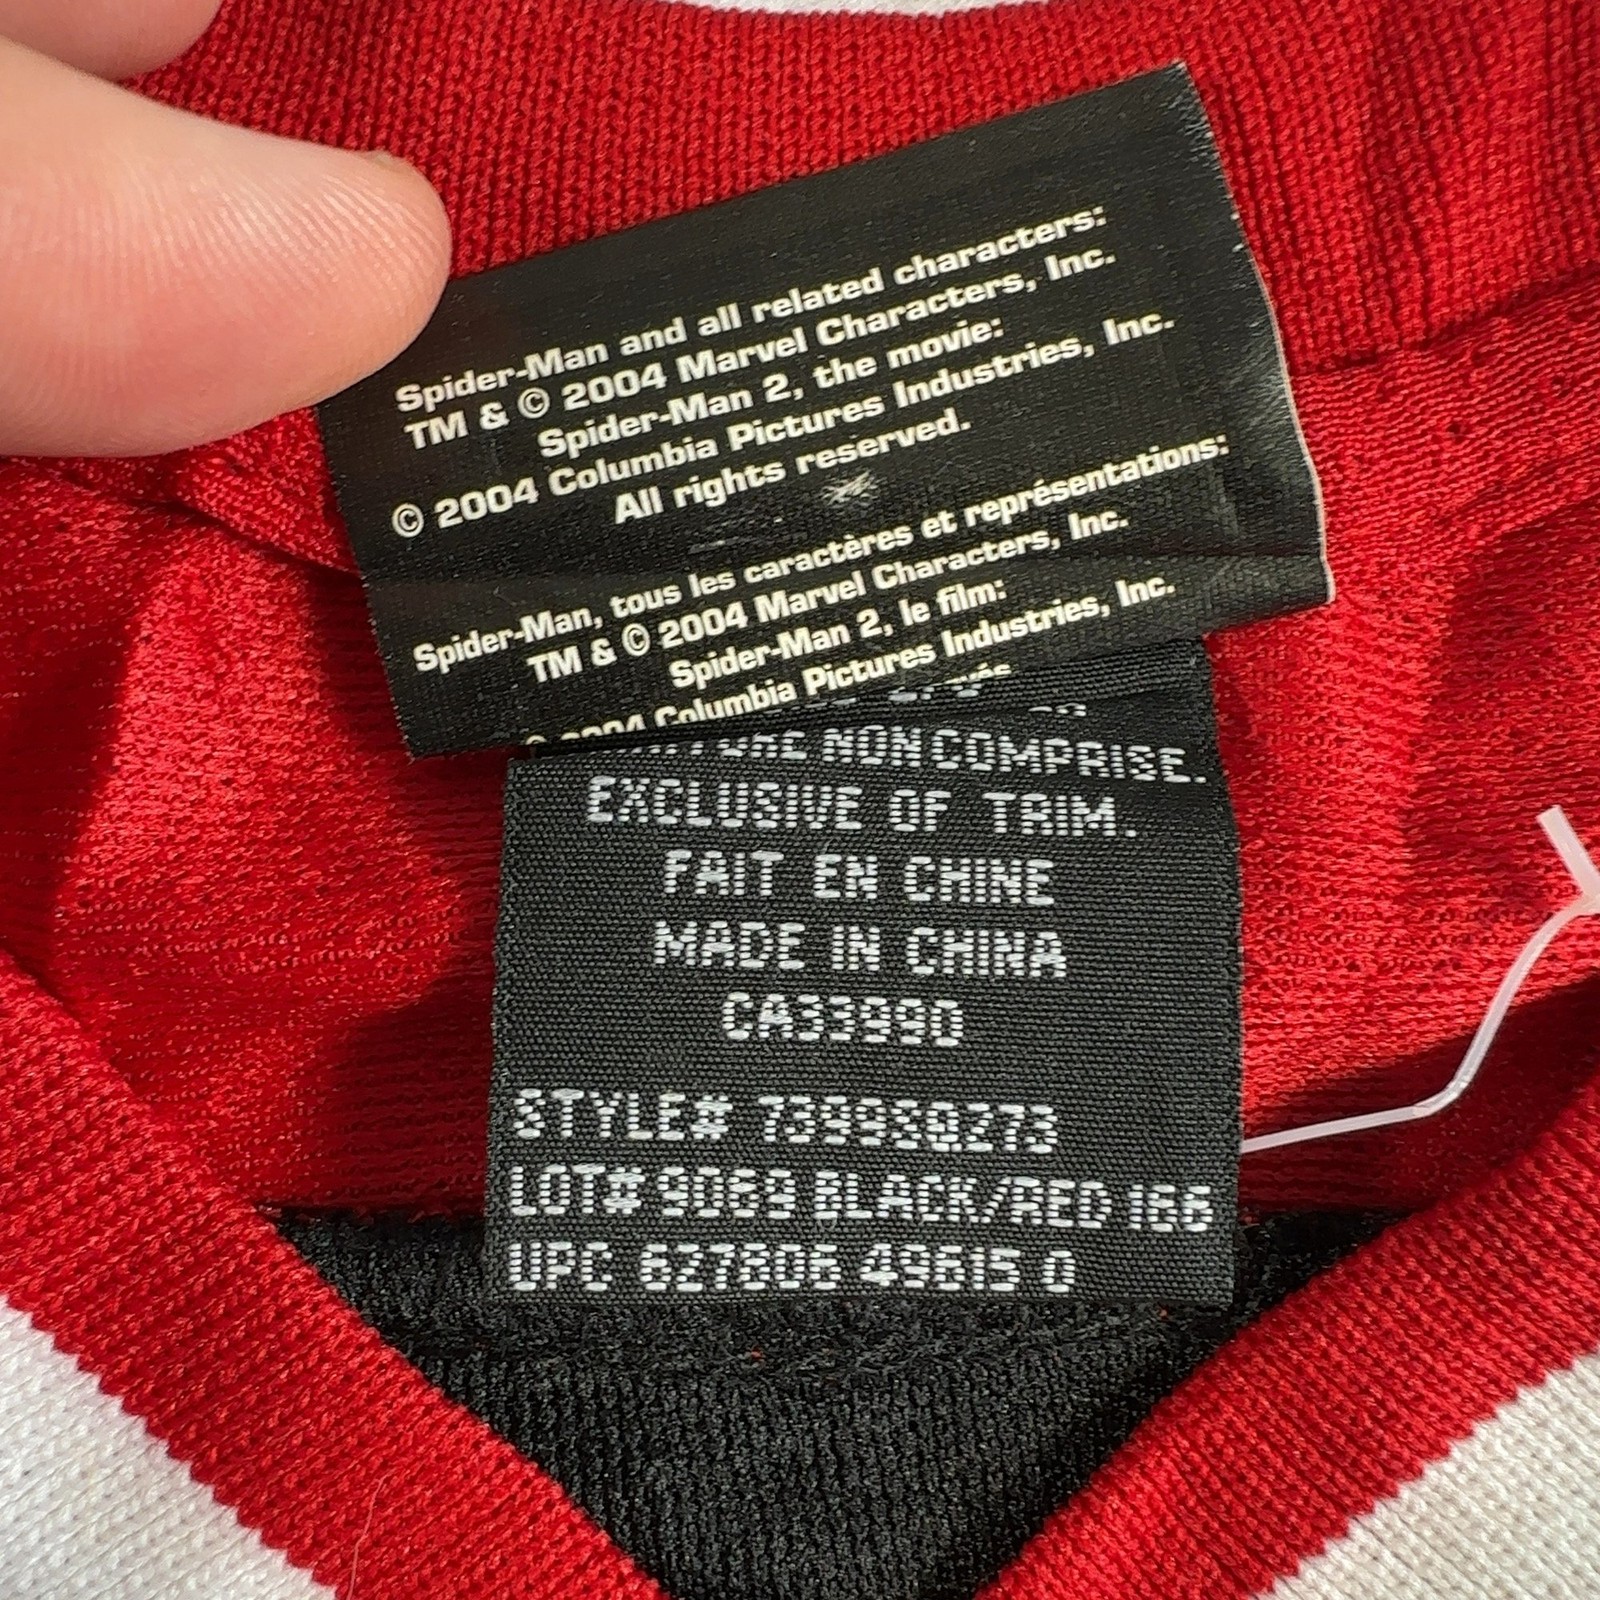 Spider-Man and all related characters:
TM & © 2004 Marvel Characters, Inc.
Spider-Man 2, the movie:
© 2004 Columbia Pictures Industries, Inc.
All rights reserved.
Spider-Man, tous les caractères et représentations:
TM & © 2004 Marvel Characters, Inc.
Spider-Man 2, le film:
2004 Columbia Pictures Industries, Inc.
NON COMPRISE.
EXCLUSIVE OF TRIM.
FAIT EN CHINE
MADE IN CHINA
CA33990
STYLE# 7399SQ273
LOT# 9069 BLACK/RED 166
UPC 627806 49615 0